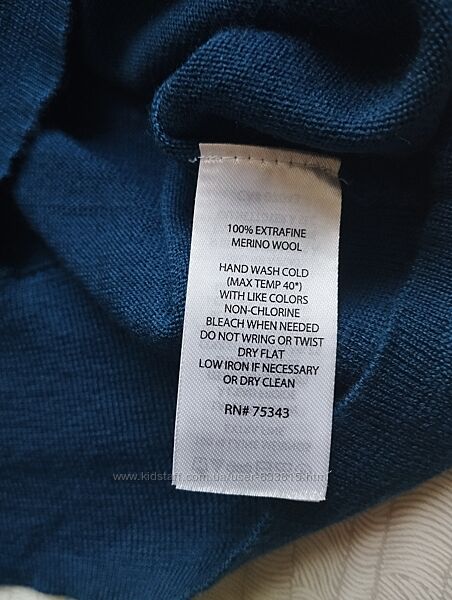 100% EXTRAFINE
MERINO WOOL
HAND WASH COLD
(MAX TEMP 40°)
WITH LIKE COLORS
NON-CHLORINE
BLEACH WHEN NEEDED
DO NOT WRING OR TWIST
DRY FLAT
LOW IRON IF NECESSARY
OR DRY CLEAN
RN# 75343